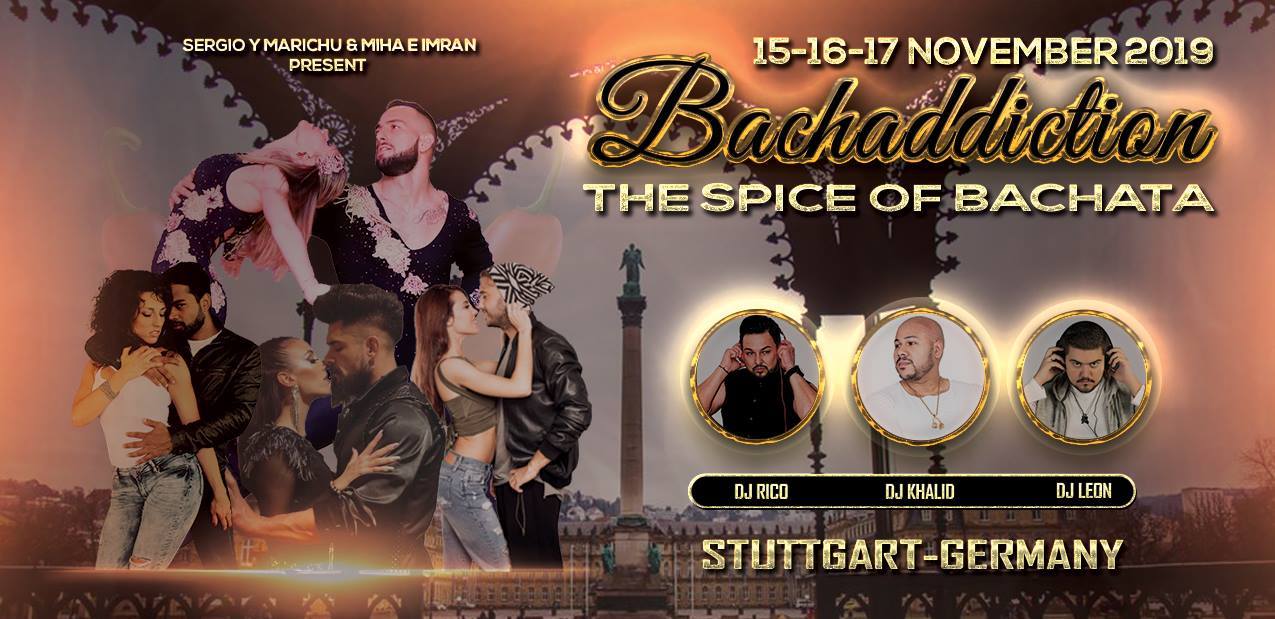 SERGIO Y MARICHU & MIHA E IMRAN
PRESENT
15-16-17 NOVEMBER 2019
Bachaddiction
THE SPICE OF BACHATA
DJ RICO
DJ KHALID
DJ LEON
STUTTGART-GERMANY